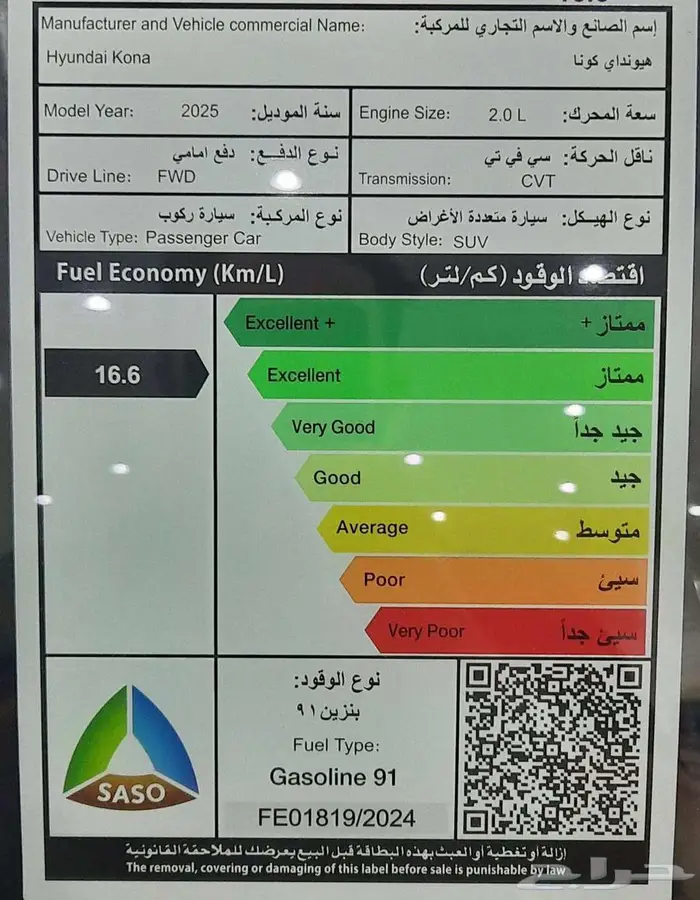 Manufacturer and Vehicle commercial Name: إسم الصانع والاسم التجاري للمركبة:
Hyundai Kona هيونداي كونا
Model Year: 2025 سنة الموديل:
Engine Size: 2.0 L سعة المحرك:
نوع الدفع: دفع امامي
Drive Line: FWD
ناقل الحركة: سي في تي
Transmission: CVT
نوع المركبة: سيارة ركوب
Vehicle Type: Passenger Car
نوع الهيكل: سيارة متعددة الأغراض
Body Style: SUV
Fuel Economy (Km/L) اقتصاد الوقود (كم/لتر)
Excellent + ممتاز +
16.6
Excellent ممتاز
Very Good جيد جداً
Good جيد
Average متوسط
Poor سيئ
Very Poor سيئ جداً
نوع الوقود:
بنزين ٩١
Fuel Type:
Gasoline 91
FE01819/2024
SASO
إزالة أو تغطية أو العبث بهذه البطاقة قبل البيع يعرضك للملاحقة القانونية
The removal, covering or damaging of this label before sale is punishable by law
حراج